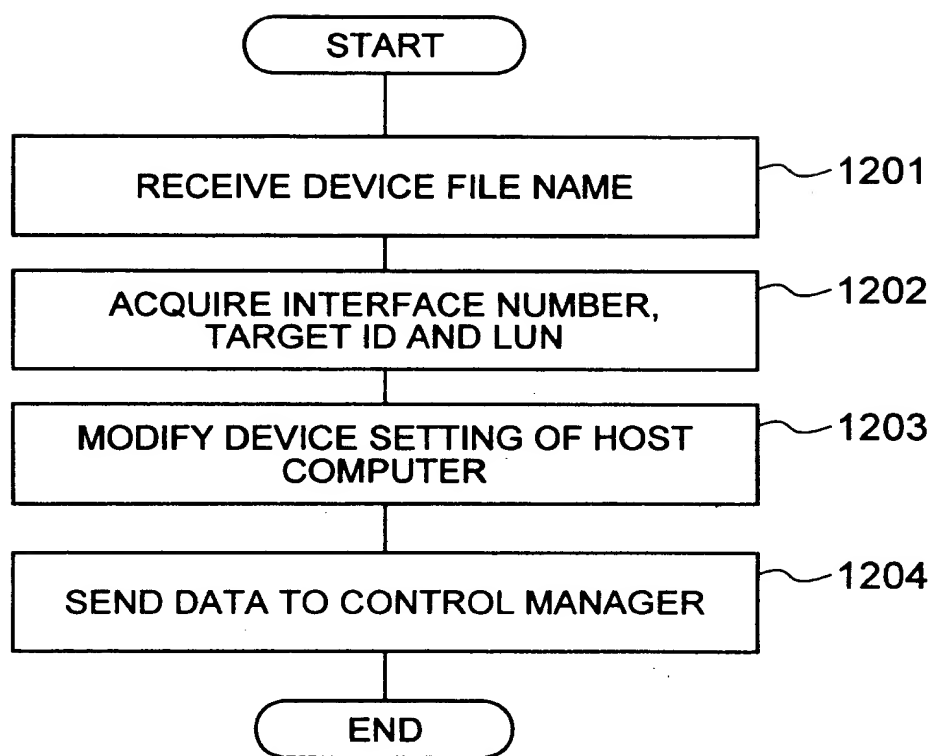 START
RECEIVE DEVICE FILE NAME
1201
ACQUIRE INTERFACE NUMBER,
TARGET ID AND LUN
1202
MODIFY DEVICE SETTING OF HOST
COMPUTER
1203
SEND DATA TO CONTROL MANAGER
1204
END